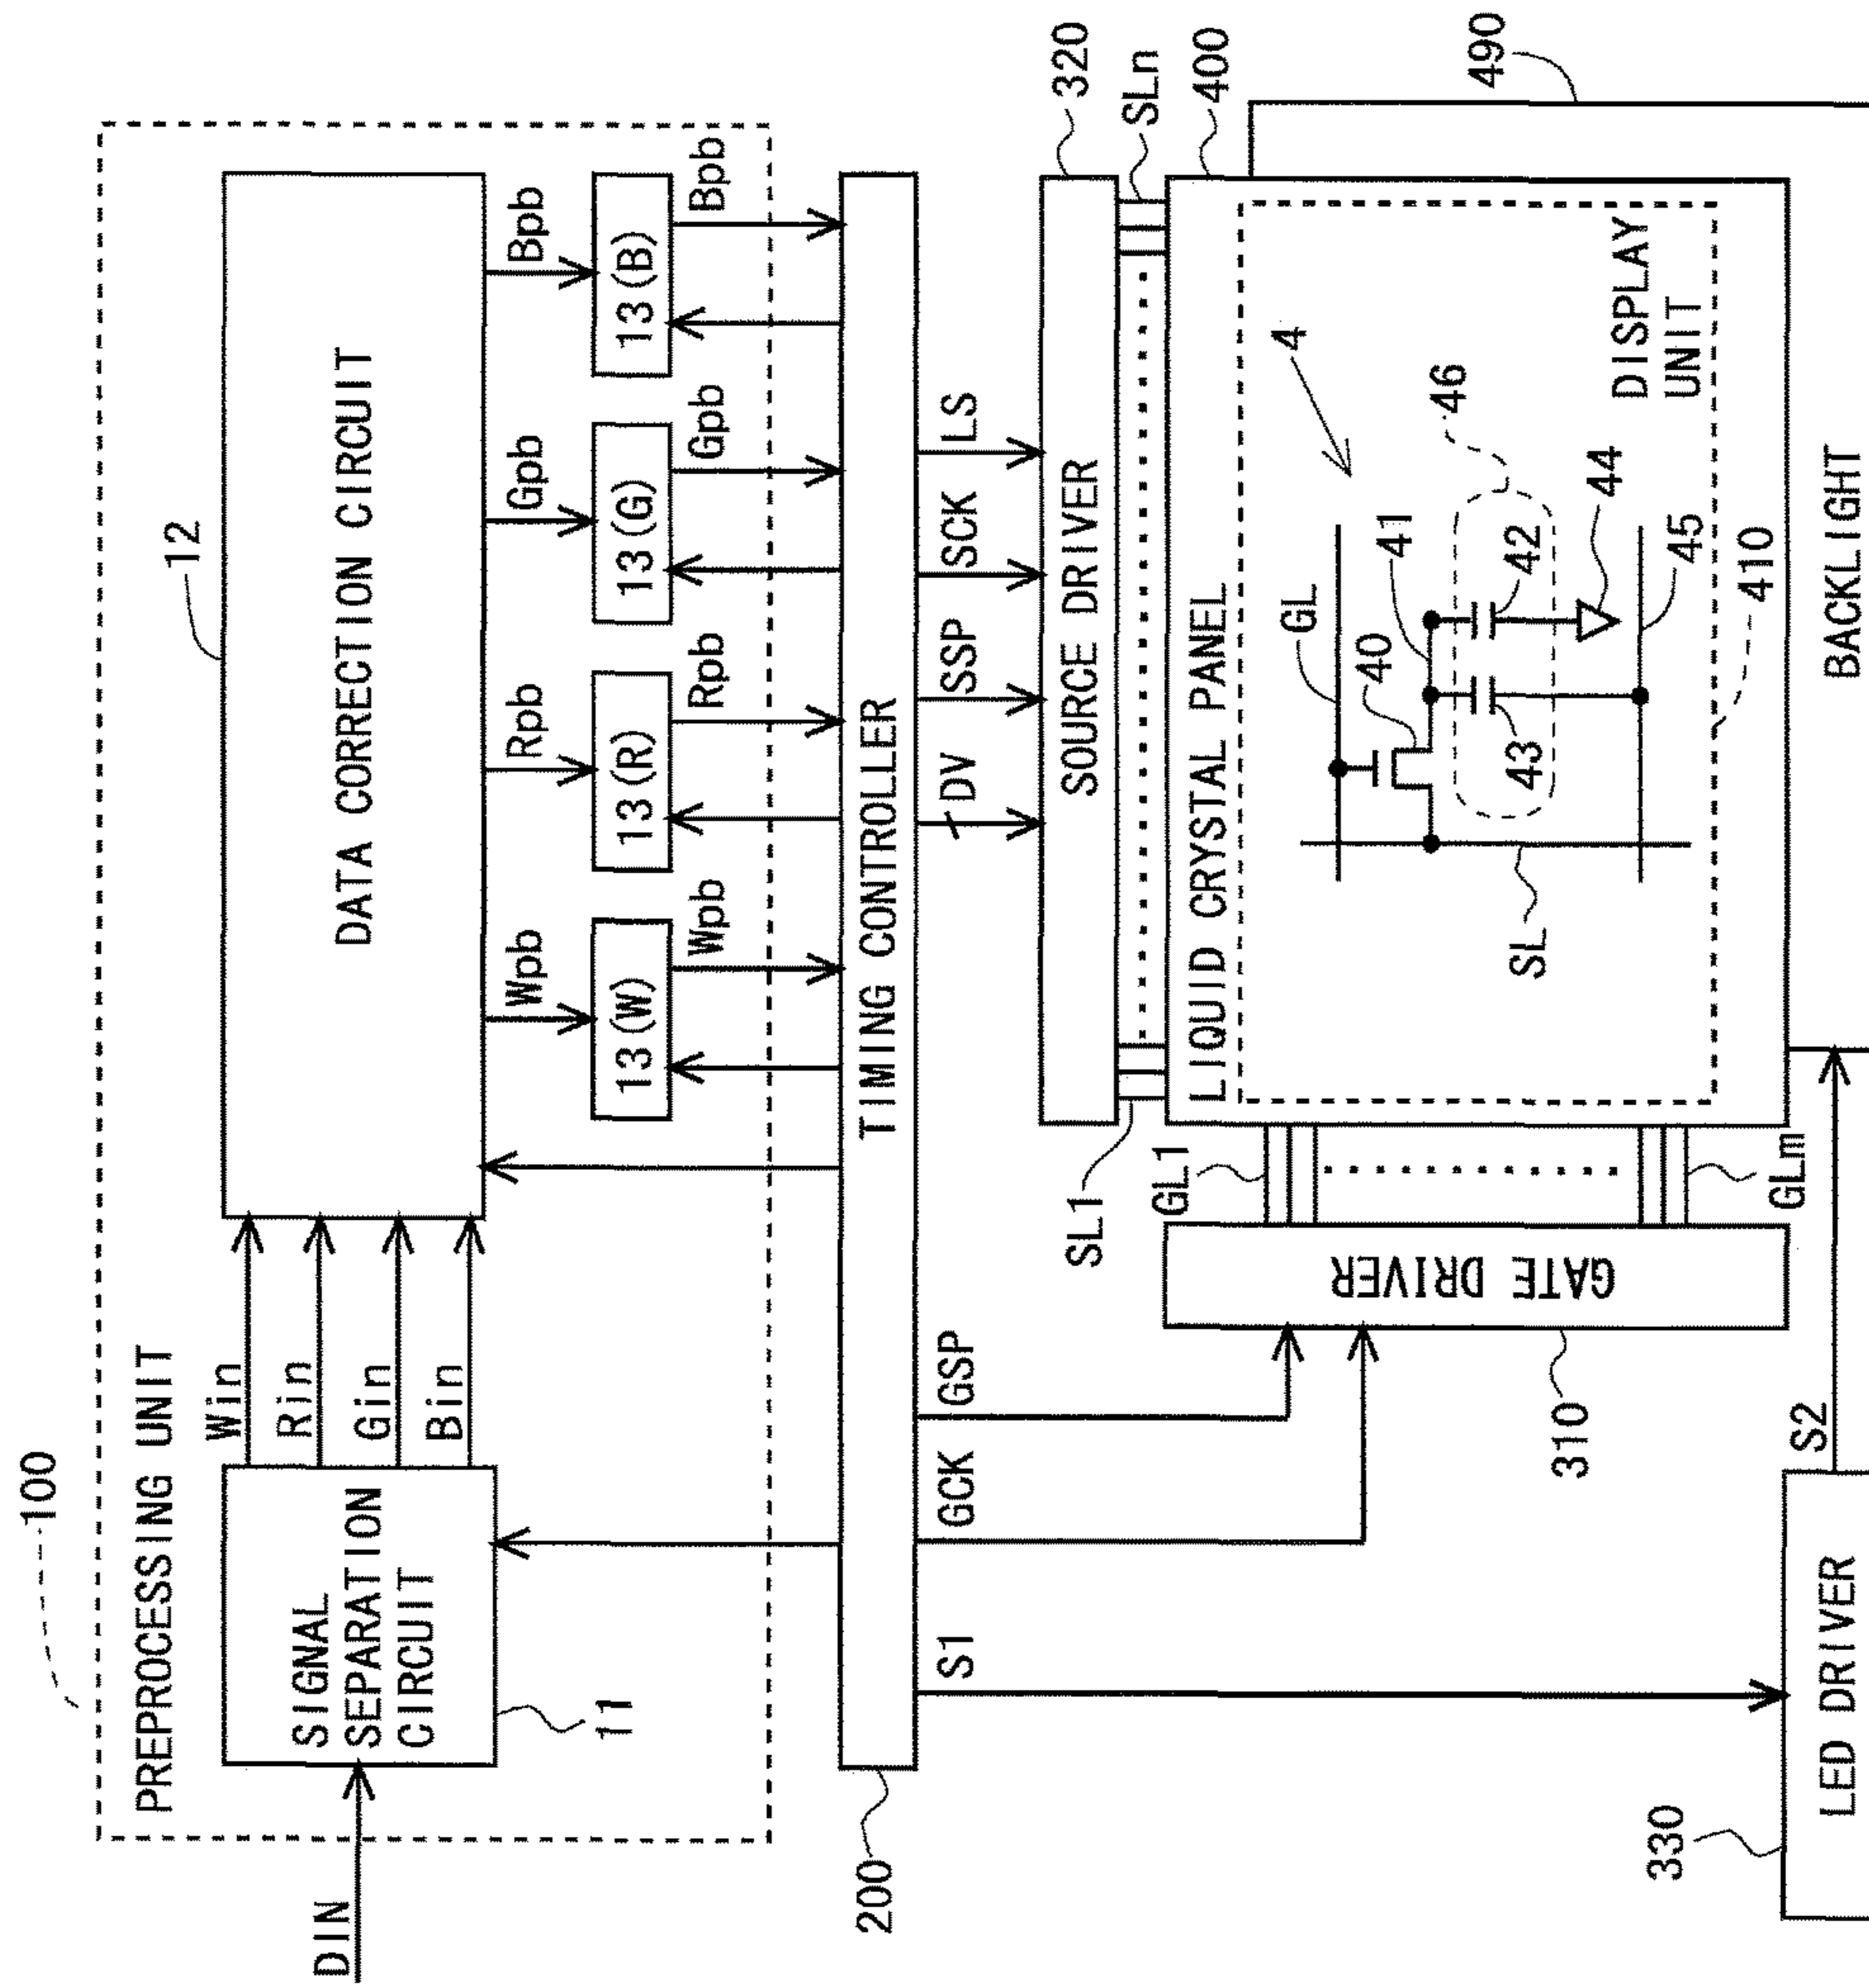 100
PREPROCESSING UNIT
12
DIN
SIGNAL
SEPARATION
CIRCUIT
11
Win
Rin
Gin
Bin
DATA CORRECTION CIRCUIT
Wpb
Rpb
Gpb
Bpb
13(W)
13(R)
13(G)
13(B)
Wpb
Rpb
Gpb
Bpb
200
TIMING CONTROLLER
S1
GCK
GSP
DV
SSP
SCK
LS
SOURCE DRIVER
320
SL1
SLn
400
LIQUID CRYSTAL PANEL
GL1
GATE DRIVER
310
GLm
GL
4
40
41
46
43
42
44
SL
45
DISPLAY
UNIT
410
490
330
LED DRIVER
S2
BACKLIGHT